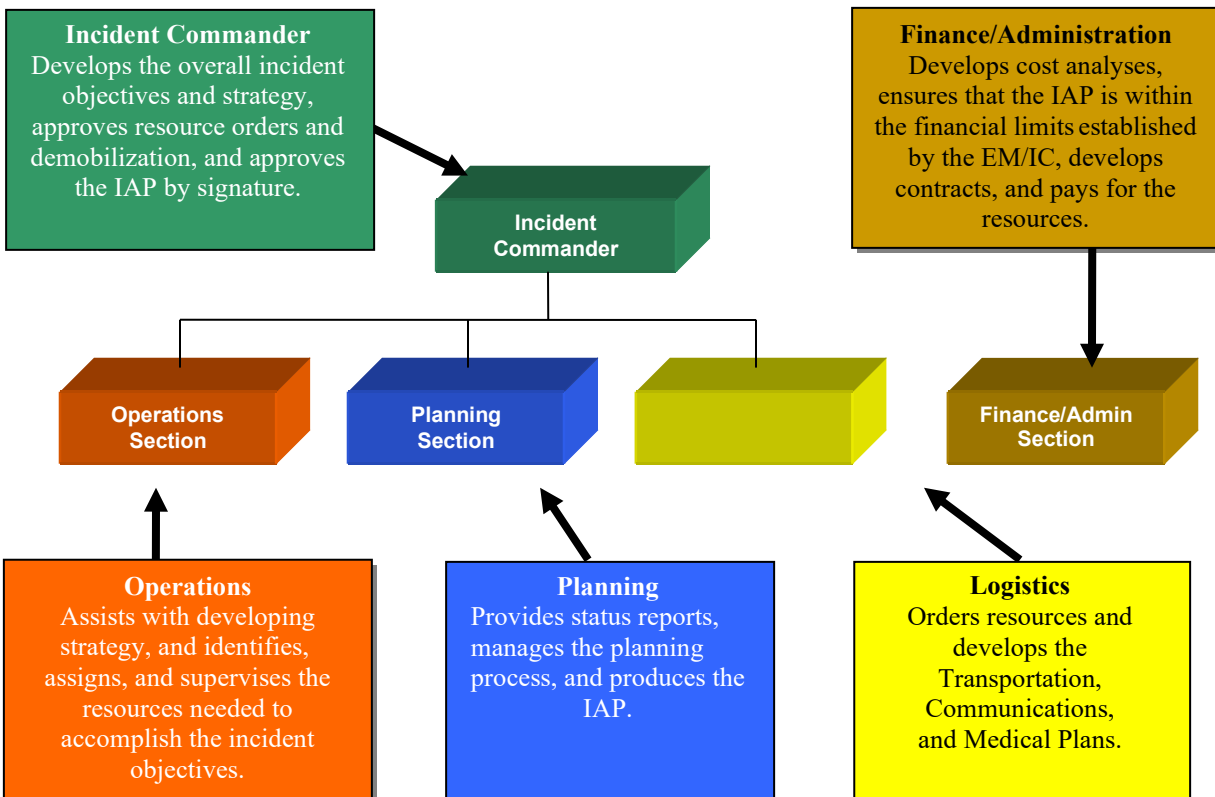 Incident Commander
Develops the overall incident
objectives and strategy,
approves resource orders and
demobilization, and approves
the IAP by signature.
Finance/Administration
Develops cost analyses,
ensures that the IAP is within
the financial limits established
by the EM/IC, develops
contracts, and pays for the
resources.
Incident
Commander
Operations
Section
Planning
Section
Finance/Admin
Section
Operations
Assists with developing
strategy, and identifies,
assigns, and supervises the
resources needed to
accomplish the incident
objectives.
Planning
Provides status reports,
manages the planning
process, and produces the
IAP.
Logistics
Orders resources and
develops the
Transportation,
Communications,
and Medical Plans.